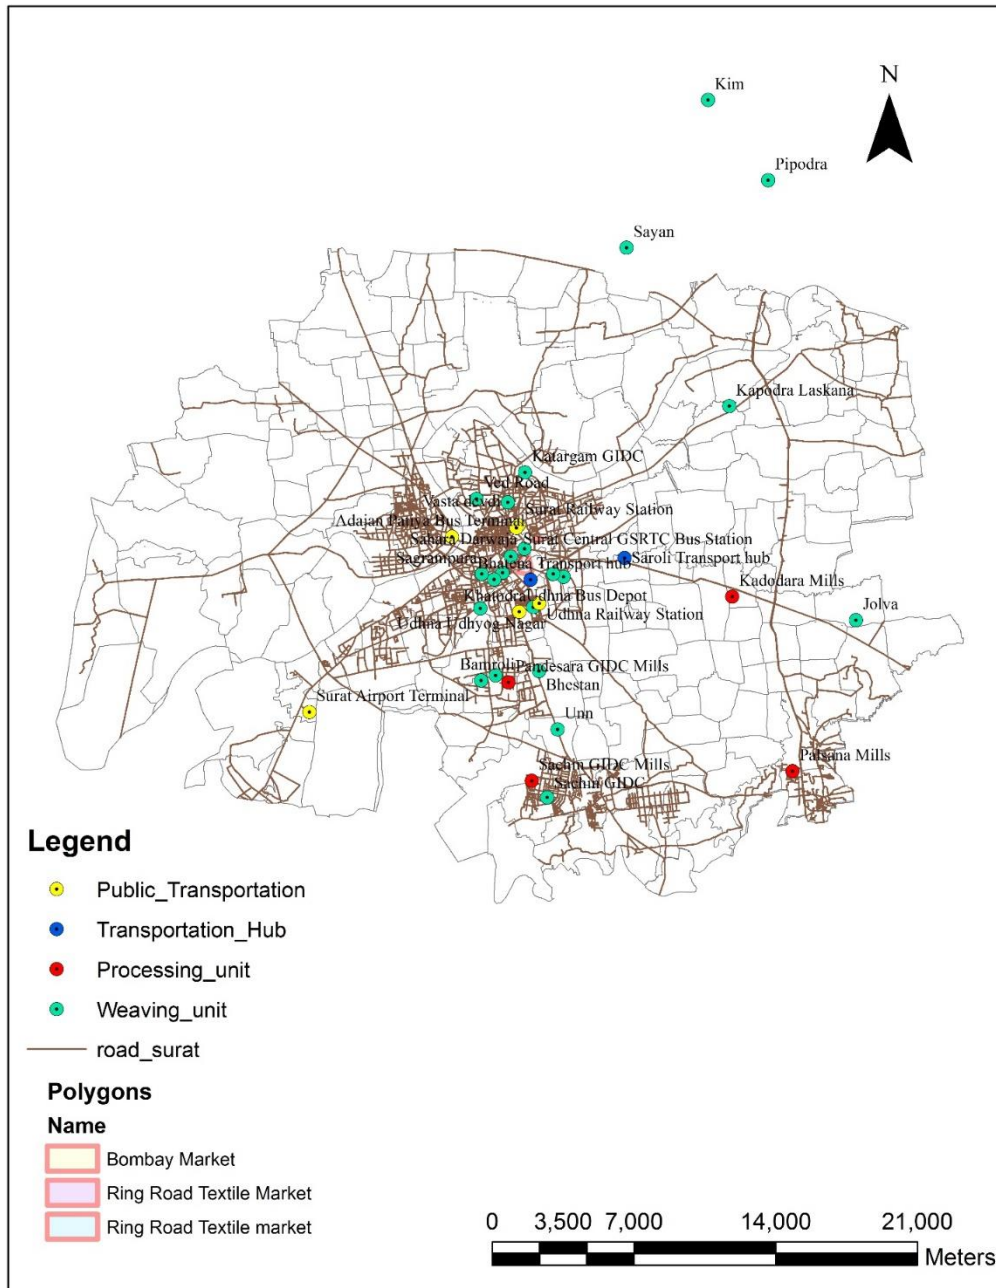 N
Kim
Pipodra
Sayan
Kapodra Laskana
Katargam GIDC
Ved Road
Vasta devdi
Surat Railway Station
Adajan Patiya Bus Terminal
Sahara Darwaja
Surat Central GSRTC Bus Station
Sagrampura
Bhatena Transport hub
Saroli Transport hub
Kadodara Mills
Khatodra
Udhna Bus Depot
Jolva
Udhna Udhyog Nagar
Udhna Railway Station
Bamroli
Pandesara GIDC Mills
Bhestan
Surat Airport Terminal
Unn
Sachin GIDC Mills
Sachin GIDC
Palsana Mills
Legend
Public_Transportation
Transportation_Hub
Processing_unit
Weaving_unit
road_surat
Polygons
Name
Bombay Market
Ring Road Textile Market
Ring Road Textile market
0 3,500 7,000 14,000 21,000
Meters